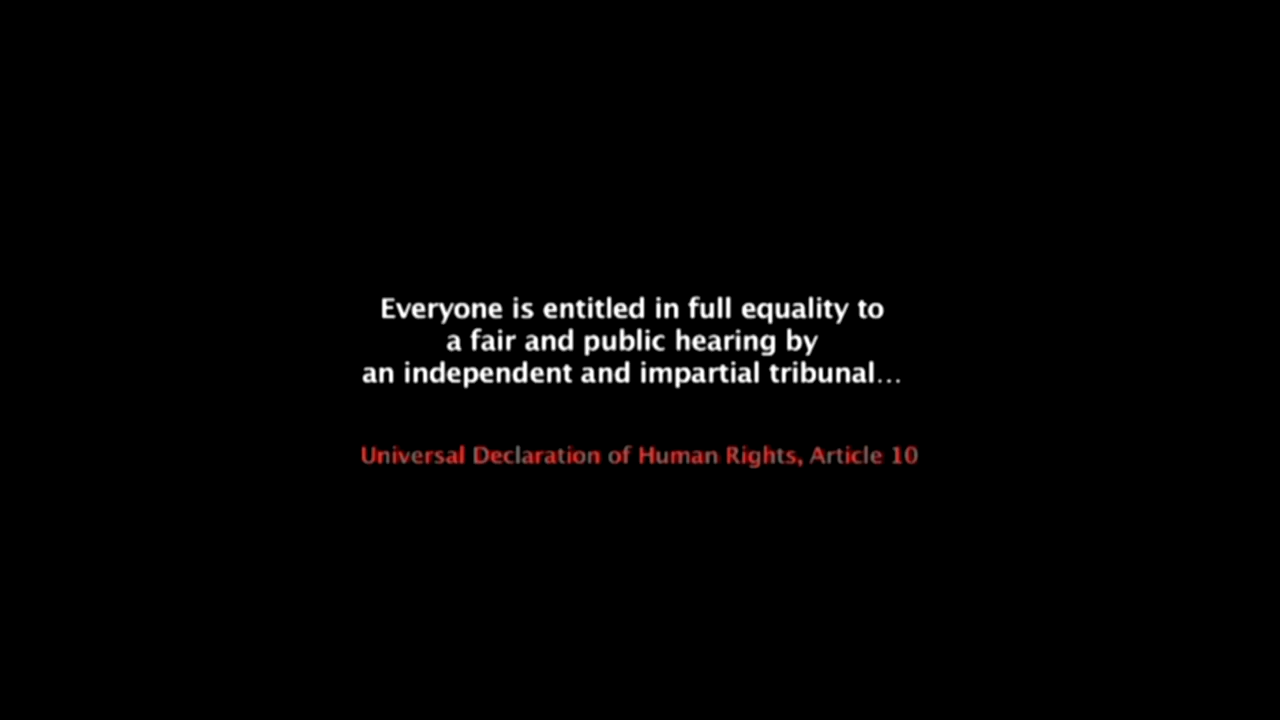 Everyone is entitled in full equality to
a fair and public hearing by
an independent and impartial tribunal...
Universal Declaration of Human Rights, Article 10